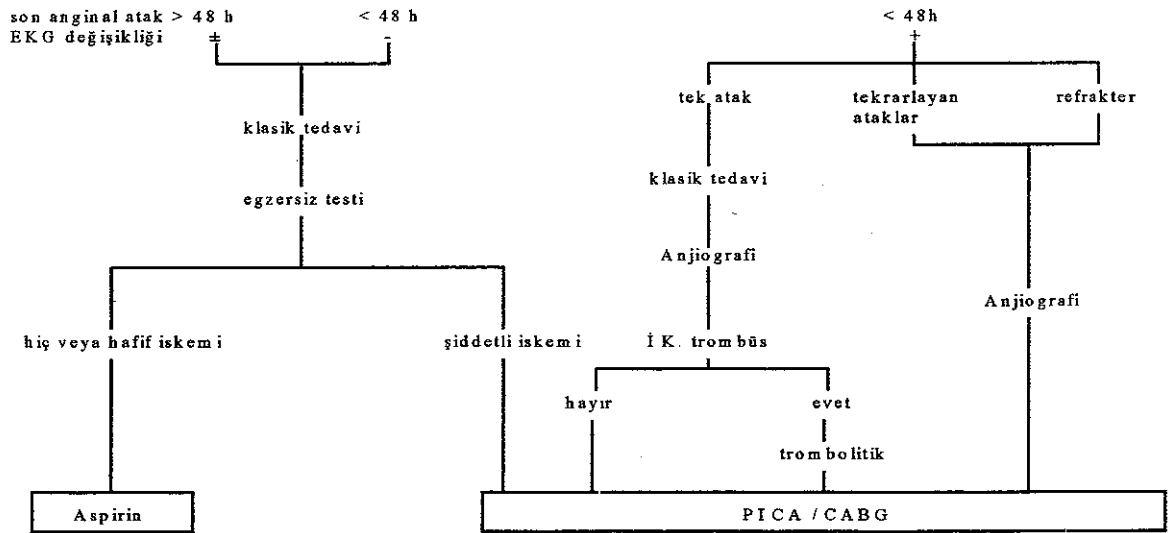 son anginal atak > 48 h < 48 h < 48h
EKG değişikliği ± - +
tek atak tekrarlayan ataklar refrakter
klasik tedavi
klasik tedavi
egzersiz testi
Anjiografi
Anjiografi
hiç veya hafif iskemi şiddetli iskemi İ K. trombüs
hayır evet
trombolitik
Aspirin PICA / CABG